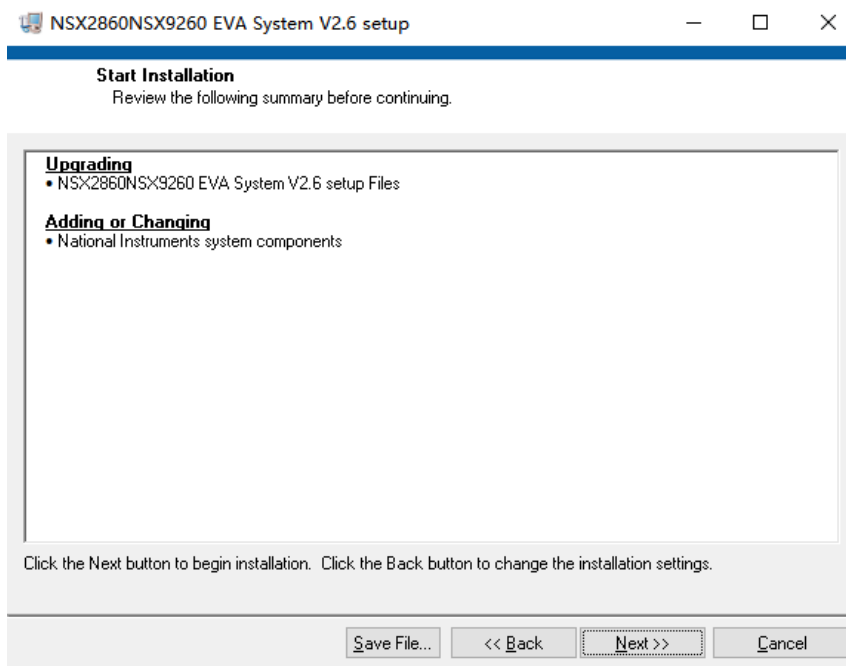 NSX2860NSX9260 EVA System V2.6 setup
Start Installation
Review the following summary before continuing.
Upgrading
• NSX2860NSX9260 EVA System V2.6 setup Files
Adding or Changing
• National Instruments system components
Click the Next button to begin installation.  Click the Back button to change the installation settings.
Save File... << Back Next >> Cancel